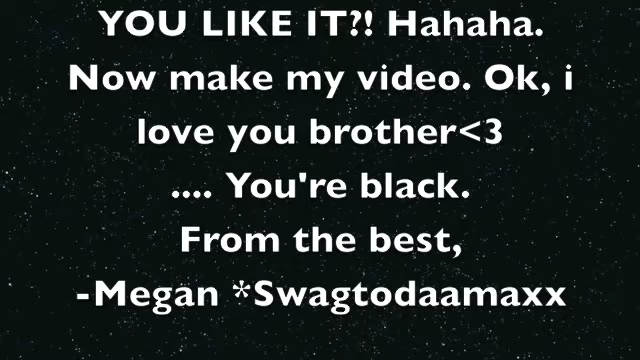 YOU LIKE IT?! Hahaha.
Now make my video. Ok, i
love you brother<3
.... You're black.
From the best,
-Megan *Swagtodaamaxx